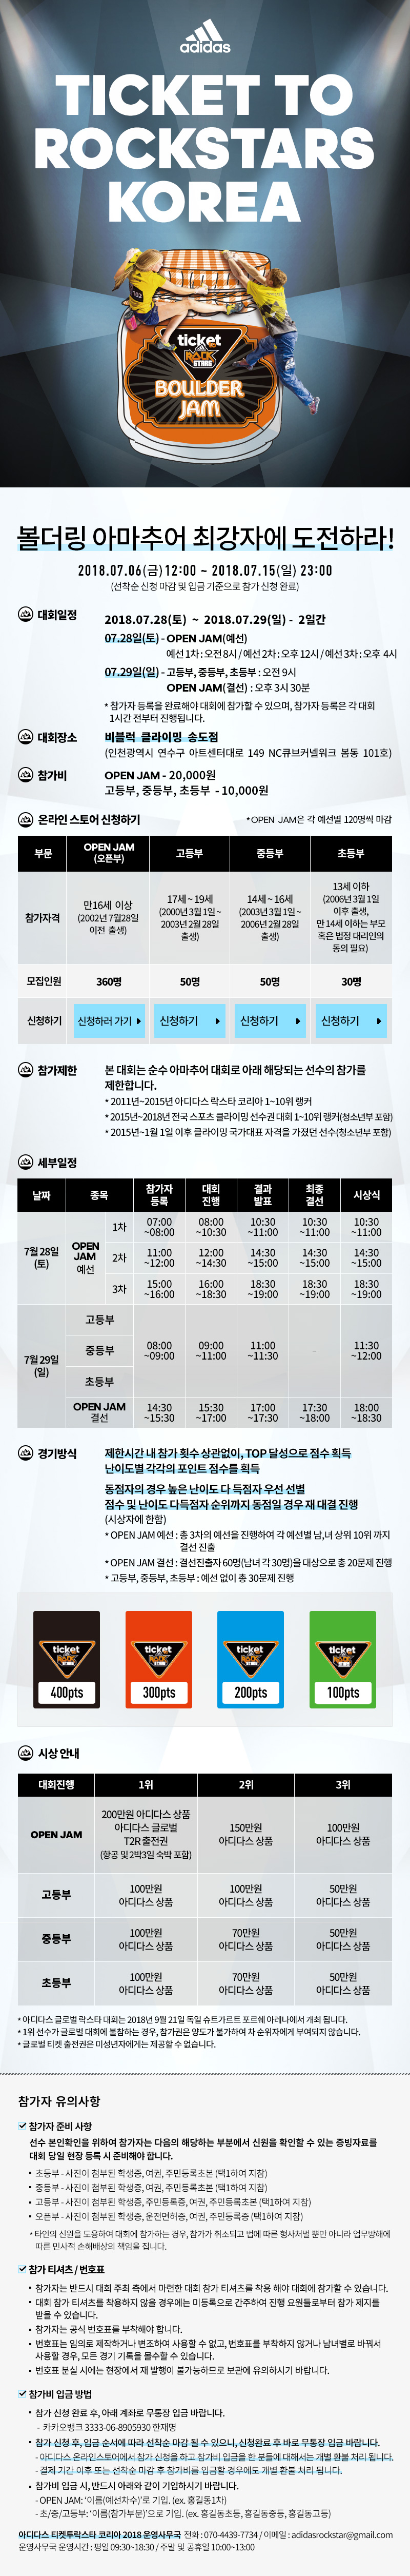 adidas
TICKET TO
ROCKSTARS
KOREA
ticket
TO
ROCK
STARS
BOULDER
JAM
볼더링 아마추어 최강자에 도전하라!
2018.07.06(금)12:00 ~ 2018.07.15(일) 23:00
(선착순 신청 마감 및 입금 기준으로 참가 신청 완료)
대회일정
2018.07.28(토) ~ 2018.07.29(일) - 2일간
07.28일(토) - OPEN JAM(예선)
예선 1차 : 오전 8시 / 예선 2차 : 오후 12시 / 예선 3차 : 오후 4시
07.29일(일) - 고등부, 중등부, 초등부 : 오전 9시
OPEN JAM(결선) : 오후 3시 30분
* 참가자 등록을 완료해야 대회에 참가할 수 있으며, 참가자 등록은 각 대회
1시간 전부터 진행됩니다.
대회장소
비블럭 클라이밍 송도점
(인천광역시 연수구 아트센터대로 149 NC큐브커넬워크 봄동 101호)
참가비
OPEN JAM - 20,000원
고등부, 중등부, 초등부 - 10,000원
온라인 스토어 신청하기
*OPEN JAM은 각 예선별 120명씩 마감
부문 OPEN JAM (오픈부) 고등부 중등부 초등부
참가자격
만16세 이상
(2002년 7월28일
이전 출생)
17세 ~ 19세
(2000년 3월 1일 ~
2003년 2월 28일
출생)
14세 ~ 16세
(2003년 3월 1일 ~
2006년 2월 28일
출생)
13세 이하
(2006년 3월 1일
이후 출생,
만 14세 이하는 부모
혹은 법정 대리인의
동의 필요)
모집인원 360명 50명 50명 30명
신청하기 신청하러 가기 신청하기 신청하기 신청하기
참가제한
본 대회는 순수 아마추어 대회로 아래 해당되는 선수의 참가를
제한합니다.
* 2011년~2015년 아디다스 락스타 코리아 1~10위 랭커
* 2015년~2018년 전국 스포츠 클라이밍 선수권 대회 1~10위 랭커(청소년부 포함)
* 2015년~1월 1일 이후 클라이밍 국가대표 자격을 가졌던 선수(청소년부 포함)
세부일정
날짜 종목 참가자 등록 대회 진행 결과 발표 최종 결선 시상식
7월 28일 (토)
OPEN JAM 예선
1차 07:00 ~08:00 08:00 ~10:30 10:30 ~11:00 10:30 ~11:00 10:30 ~11:00
2차 11:00 ~12:00 12:00 ~14:30 14:30 ~15:00 14:30 ~15:00 14:30 ~15:00
3차 15:00 ~16:00 16:00 ~18:30 18:30 ~19:00 18:30 ~19:00 18:30 ~19:00
7월 29일 (일)
고등부
중등부 08:00 ~09:00 09:00 ~11:00 11:00 ~11:30 - 11:30 ~12:00
초등부
OPEN JAM 결선 14:30 ~15:30 15:30 ~17:00 17:00 ~17:30 17:30 ~18:00 18:00 ~18:30
경기방식
제한시간 내 참가 횟수 상관없이, TOP 달성으로 점수 획득
난이도별 각각의 포인트 점수를 획득
동점자의 경우 높은 난이도 다 득점자 우선 선별
점수 및 난이도 다득점자 순위까지 동점일 경우 재 대결 진행
(시상자에 한함)
* OPEN JAM 예선 : 총 3차의 예선을 진행하여 각 예선별 남,녀 상위 10위 까지
결선 진출
* OPEN JAM 결선 : 결선진출자 60명(남녀 각 30명)을 대상으로 총 20문제 진행
* 고등부, 중등부, 초등부 : 예선 없이 총 30문제 진행
ticket ticket ticket ticket
ROCK ROCK ROCK ROCK
400pts 300pts 200pts 100pts
시상 안내
대회진행 1위 2위 3위
OPEN JAM
200만원 아디다스 상품
아디다스 글로벌
T2R 출전권
(항공 및 2박3일 숙박 포함)
150만원
아디다스 상품
100만원
아디다스 상품
고등부 100만원 아디다스 상품 100만원 아디다스 상품 50만원 아디다스 상품
중등부 100만원 아디다스 상품 70만원 아디다스 상품 50만원 아디다스 상품
초등부 100만원 아디다스 상품 70만원 아디다스 상품 50만원 아디다스 상품
* 아디다스 글로벌 락스타 대회는 2018년 9월 21일 독일 슈트가르트 포르쉐 아레나에서 개최 됩니다.
* 1위 선수가 글로벌 대회에 불참하는 경우, 참가권은 양도가 불가하여 차 순위자에게 부여되지 않습니다.
* 글로벌 티켓 출전권은 미성년자에게는 제공할 수 없습니다.
참가자 유의사항
참가자 준비 사항
선수 본인확인을 위하여 참가자는 다음의 해당하는 부분에서 신원을 확인할 수 있는 증빙자료를
대회 당일 현장 등록 시 준비해야 합니다.
• 초등부 - 사진이 첨부된 학생증, 여권, 주민등록초본 (택1하여 지참)
• 중등부 - 사진이 첨부된 학생증, 여권, 주민등록초본 (택1하여 지참)
• 고등부 - 사진이 첨부된 학생증, 주민등록증, 여권, 주민등록초본 (택1하여 지참)
• 오픈부 - 사진이 첨부된 학생증, 운전면허증, 여권, 주민등록증 (택1하여 지참)
* 타인의 신원을 도용하여 대회에 참가하는 경우, 참가가 취소되고 법에 따른 형사처벌 뿐만 아니라 업무방해에
따른 민사적 손해배상의 책임을 집니다.
참가 티셔츠 / 번호표
• 참가자는 반드시 대회 주최 측에서 마련한 대회 참가 티셔츠를 착용 해야 대회에 참가할 수 있습니다.
• 대회 참가 티셔츠를 착용하지 않을 경우에는 미등록으로 간주하여 진행 요원들로부터 참가 제지를
받을 수 있습니다.
• 참가자는 공식 번호표를 부착해야 합니다.
• 번호표는 임의로 제작하거나 변조하여 사용할 수 없고, 번호표를 부착하지 않거나 남녀별로 바꿔서
사용할 경우, 모든 경기 기록을 몰수할 수 있습니다.
• 번호표 분실 시에는 현장에서 재 발행이 불가능하므로 보관에 유의하시기 바랍니다.
참가비 입금 방법
• 참가 신청 완료 후, 아래 계좌로 무통장 입금 바랍니다.
- 카카오뱅크 3333-06-8905930 한재명
• 참가 신청 후, 입금 순서에 따라 선착순 마감 될 수 있으니, 신청완료 후 바로 무통장 입금 바랍니다.
- 아디다스 온라인스토어에서 참가 신청을 하고 참가비 입금을 한 분들에 대해서는 개별 환불 처리 됩니다.
- 결제 기간 이후 또는 선착순 마감 후 참가비를 입금할 경우에도 개별 환불 처리 됩니다.
• 참가비 입금 시, 반드시 아래와 같이 기입하시기 바랍니다.
- OPEN JAM: ‘이름(예선차수)’로 기입. (ex. 홍길동1차)
- 초/중/고등부: ‘이름(참가부문)’으로 기입. (ex. 홍길동초등, 홍길동중등, 홍길동고등)
아디다스 티켓투락스타 코리아 2018 운영사무국 전화 : 070-4439-7734 / 이메일 : adidasrockstar@gmail.com
운영사무국 운영시간 : 평일 09:30~18:30 / 주말 및 공휴일 10:00~13:00